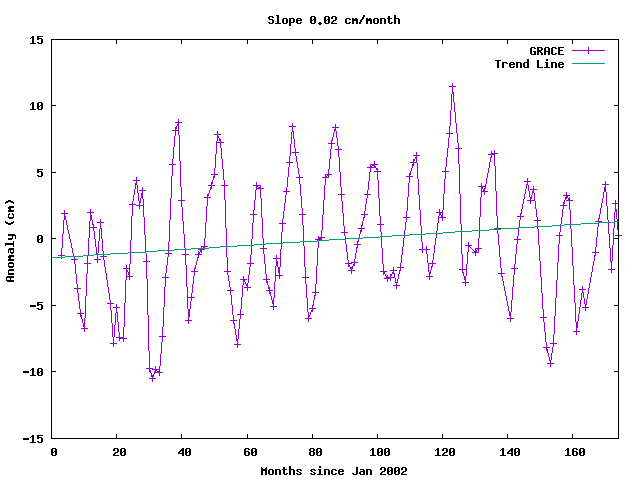 Slope 0.02 cm/month
15
10
5
0
-5
-10
-15
Anomaly (cm)
GRACE
Trend Line
0 20 40 60 80 100 120 140 160
Months since Jan 2002